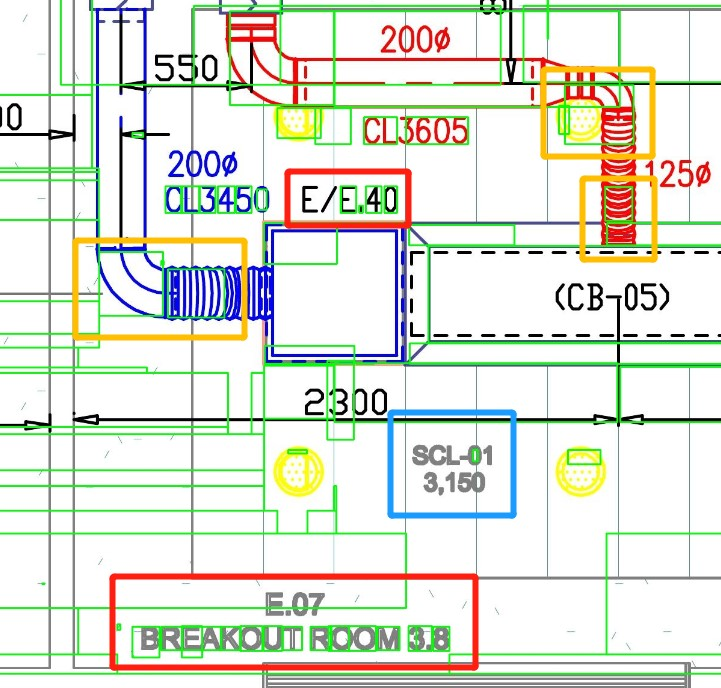 200ø
550
CL3605
200ø
125ø
CL3450
E/E.40
(CB-05)
2300
SCL-01
3,150
E.07
BREAKOUT ROOM 3.8